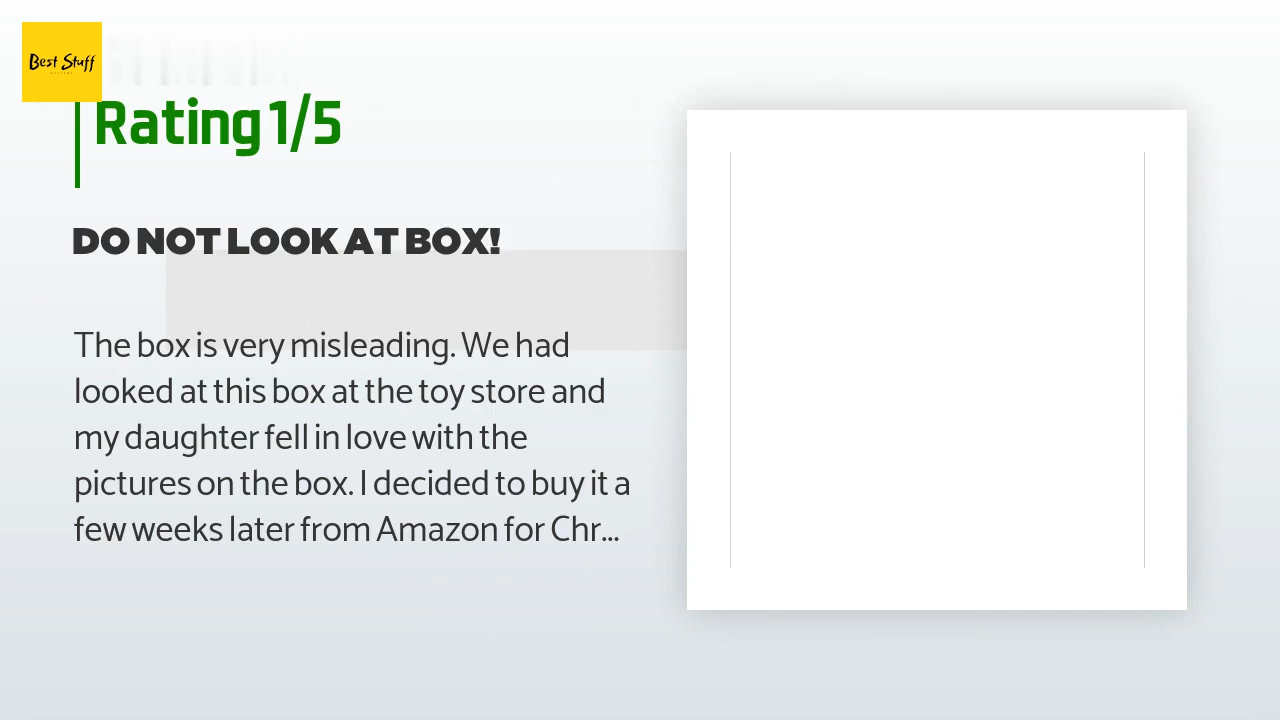 Best Stuff
Rating 1/5
DO NOT LOOK AT BOX!
The box is very misleading. We had
looked at this box at the toy store and
my daughter fell in love with the
pictures on the box. I decided to buy it a
few weeks later from Amazon for Chr...